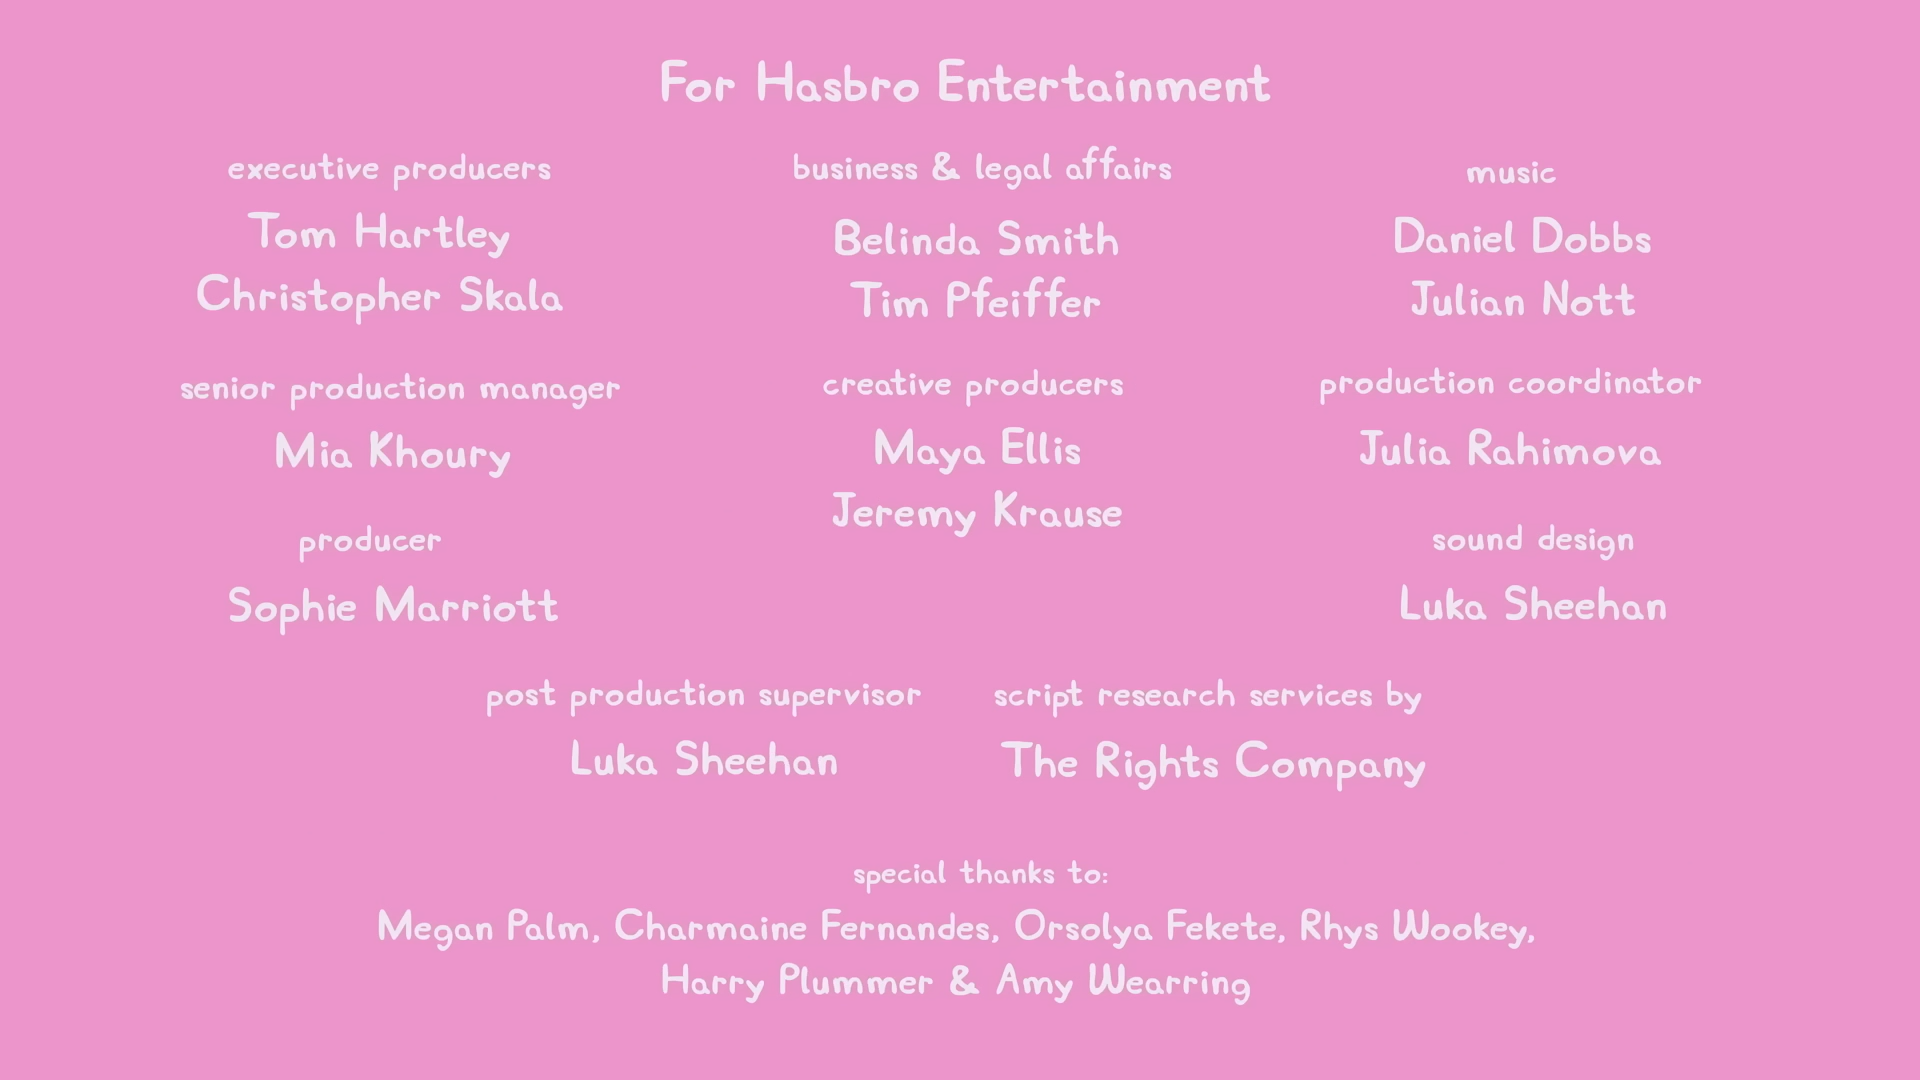 For Hasbro Entertainment
executive producers
Tom Hartley
Christopher Skala
business & legal affairs
Belinda Smith
Tim Pfeiffer
music
Daniel Dobbs
Julian Nott
senior production manager
Mia Khoury
creative producers
Maya Ellis
Jeremy Krause
production coordinator
Julia Rahimova
producer
Sophie Marriott
sound design
Luka Sheehan
post production supervisor
Luka Sheehan
script research services by
The Rights Company
special thanks to:
Megan Palm, Charmaine Fernandes, Orsolya Fekete, Rhys Wookey,
Harry Plummer & Amy Wearring